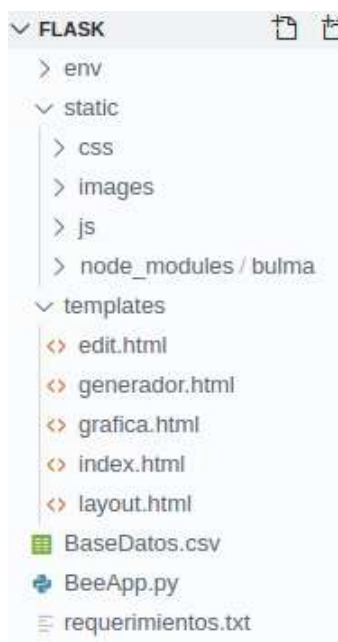 FLASK
env
static
css
images
js
node_modules / bulma
templates
<> edit.html
<> generador.html
<> grafica.html
<> index.html
<> layout.html
BaseDatos.csv
BeeApp.py
requerimientos.txt